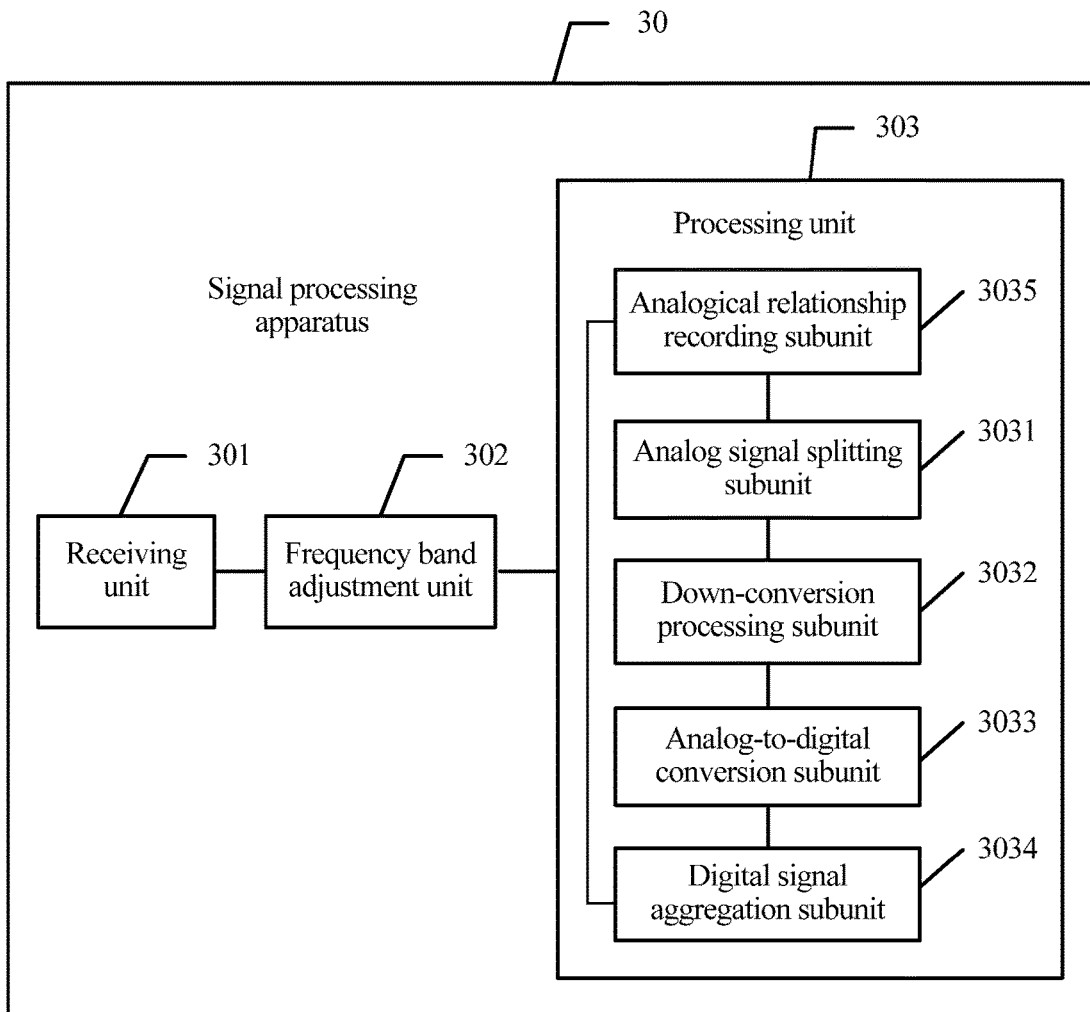 30
303
Processing unit
Signal processing
apparatus
Analogical relationship
recording subunit
3035
Analog signal splitting
subunit
3031
301
302
Receiving
unit
Frequency band
adjustment unit
Down-conversion
processing subunit
3032
Analog-to-digital
conversion subunit
3033
Digital signal
aggregation subunit
3034